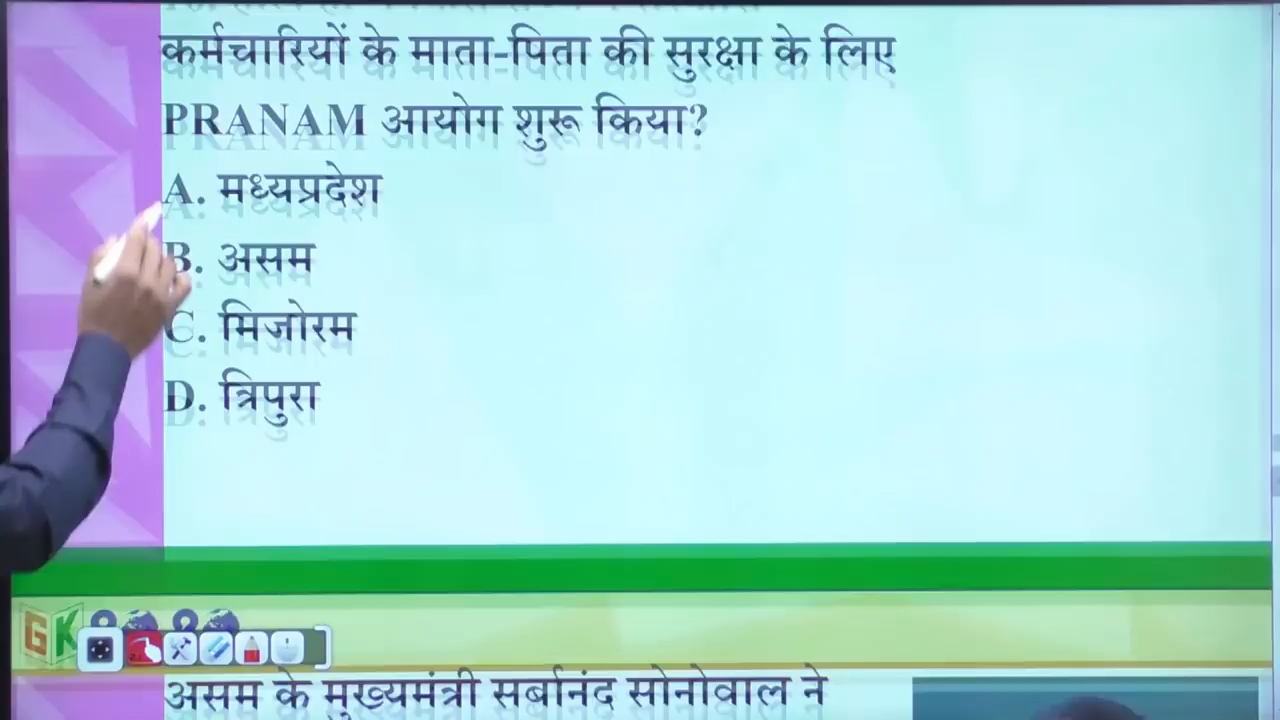 कर्मचारियों के माता-पिता की सुरक्षा के लिए
PRANAM आयोग शुरू किया?
A. मध्यप्रदेश
B. असम
C. मिजोरम
D. त्रिपुरा
GK
असम के मुख्यमंत्री सर्बानंद सोनोवाल ने